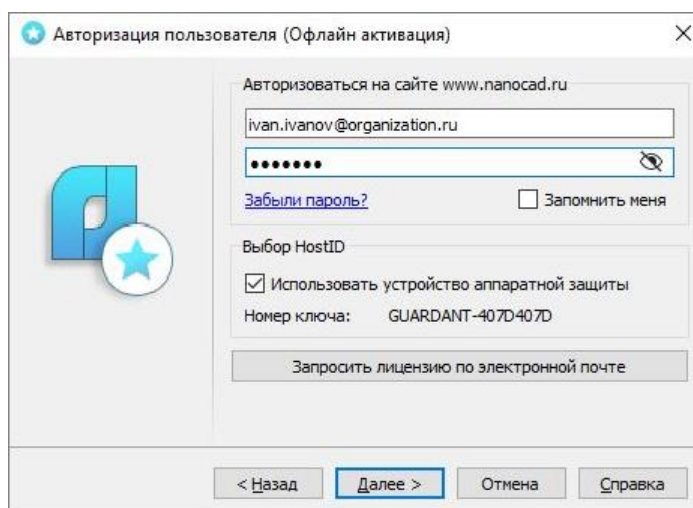 Авторизация пользователя (Офлайн активация)
Авторизоваться на сайте www.nanocad.ru
ivan.ivanov@organization.ru
•••••••
Забыли пароль?
Запомнить меня
Выбор HostID
Использовать устройство аппаратной защиты
Номер ключа: GUARDANT-407D407D
Запросить лицензию по электронной почте
< Назад Далее > Отмена Справка